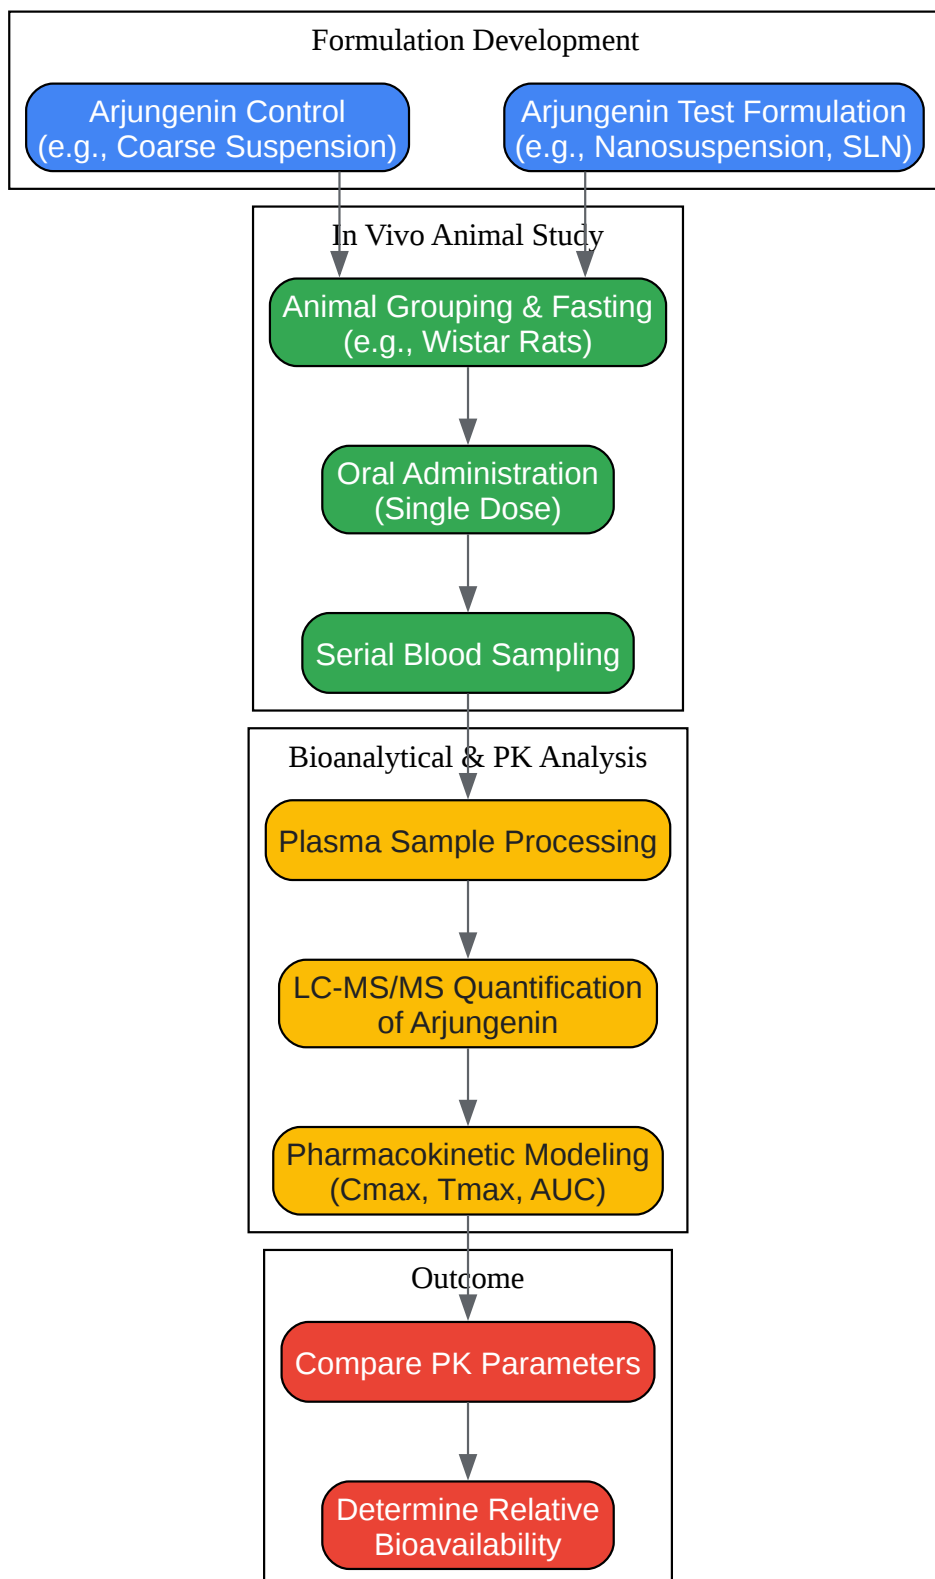 Formulation Development
Arjungenin Control
(e.g., Coarse Suspension)
Arjungenin Test Formulation
(e.g., Nanosuspension, SLN)
In Vivo Animal Study
Animal Grouping & Fasting
(e.g., Wistar Rats)
Oral Administration
(Single Dose)
Serial Blood Sampling
Bioanalytical & PK Analysis
Plasma Sample Processing
LC-MS/MS Quantification
of Arjungenin
Pharmacokinetic Modeling
(Cmax, Tmax, AUC)
Outcome
Compare PK Parameters
Determine Relative
Bioavailability